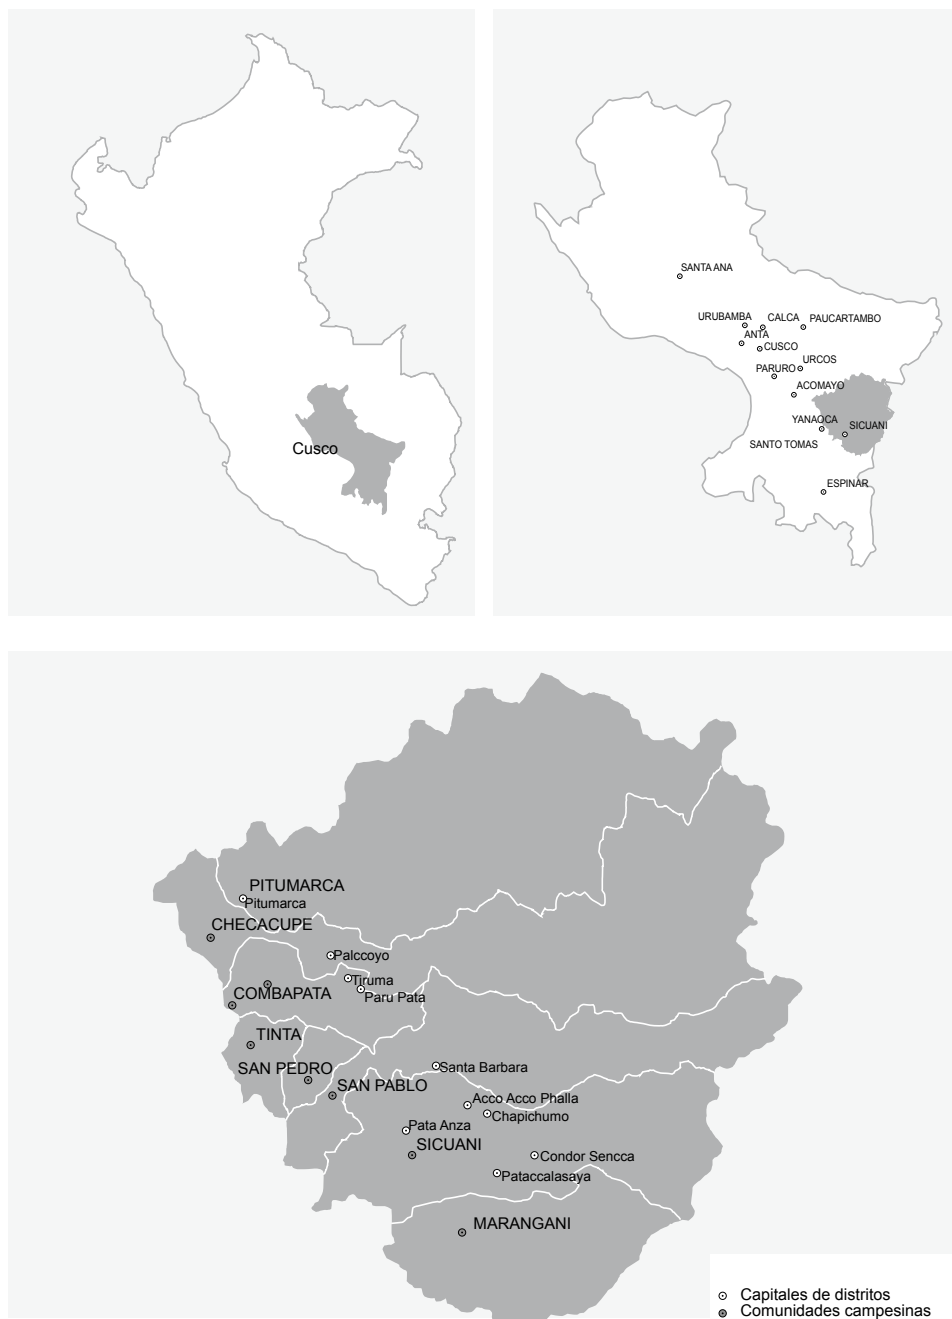 Cusco
SANTA ANA
URUBAMBA
CALCA
PAUCARTAMBO
ANTA
CUSCO
URCOS
PARURO
ACOMAYO
YANAOCA
SICUANI
SANTO TOMAS
ESPINAR
PITUMARCA
Pitumarca
CHECACUPE
Palccoyo
Tiruma
COMBAPATA
Paru Pata
TINTA
SAN PEDRO
Santa Barbara
SAN PABLO
Acco Acco Phalla
Chapichumo
Pata Anza
SICUANI
Condor Sencca
Pataccalasaya
MARANGANI
Capitales de distritos
Comunidades campesinas